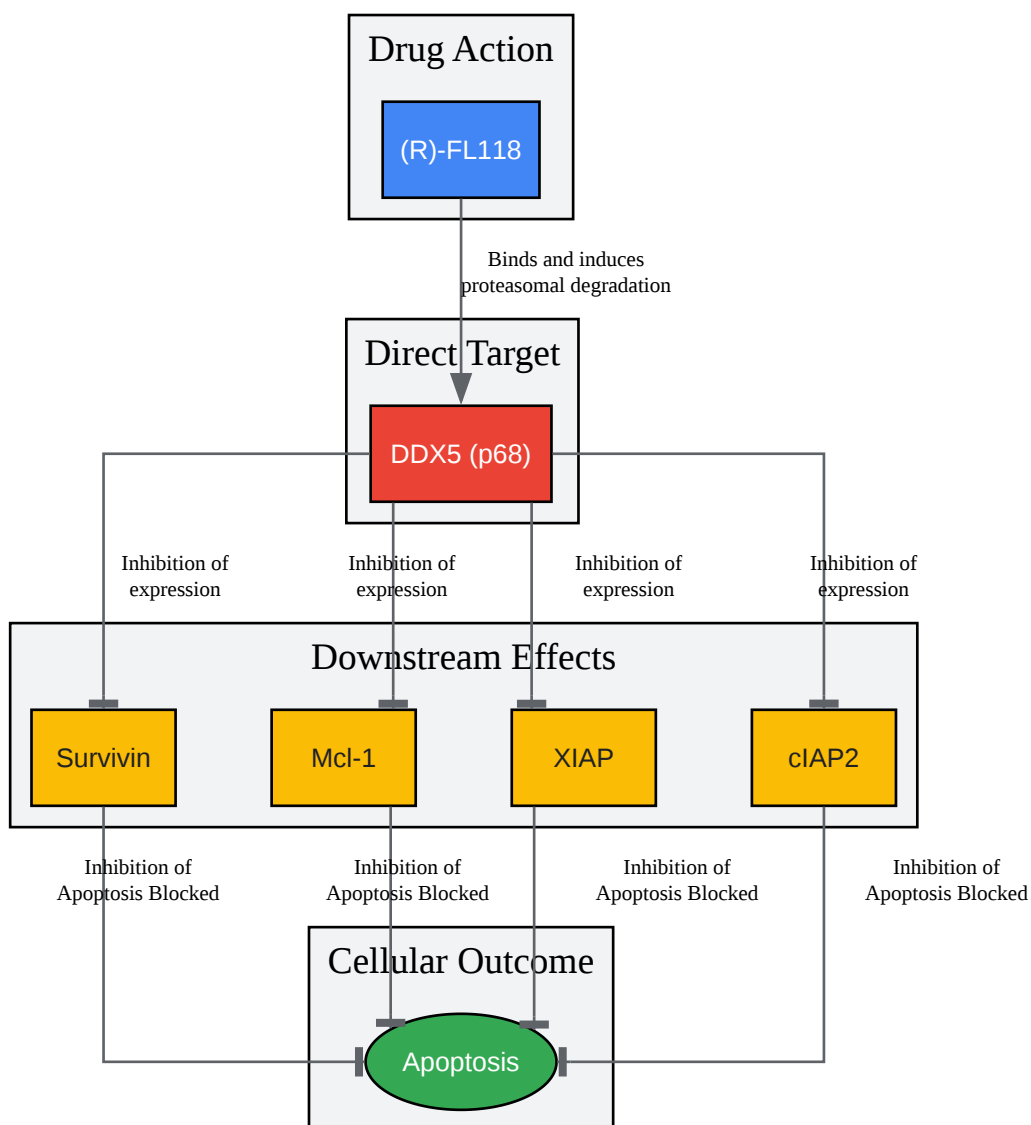 Drug Action
(R)-FL118
Binds and induces
proteasomal degradation
Direct Target
DDX5 (p68)
Inhibition of
expression
Inhibition of
expression
Inhibition of
expression
Inhibition of
expression
Downstream Effects
Survivin
Mcl-1
XIAP
cIAP2
Inhibition of
Apoptosis Blocked
Inhibition of
Apoptosis Blocked
Inhibition of
Apoptosis Blocked
Inhibition of
Apoptosis Blocked
Cellular Outcome
Apoptosis